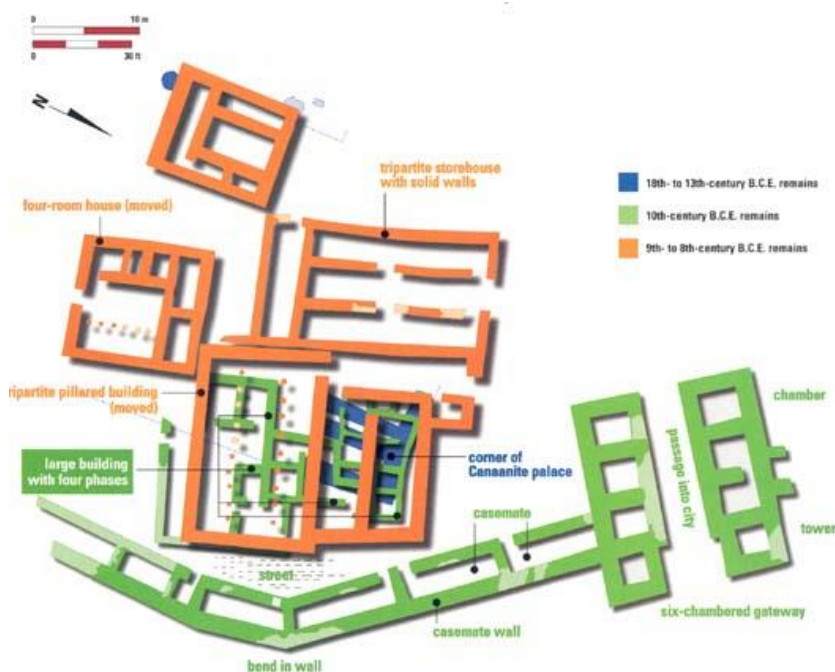 0 10 m
0 30 ft
N
tripartite storehouse
with solid walls
four-room house (moved)
18th- to 12th-century B.C.E. remains
10th-century B.C.E. remains
9th- to 8th-century B.C.E. remains
ripartite pillared building
(moved)
large building
with four phases
corner of
Canaanite palace
chamber
passage into city
tower
casemate
street
six-chambered gateway
casemate wall
bend in wall